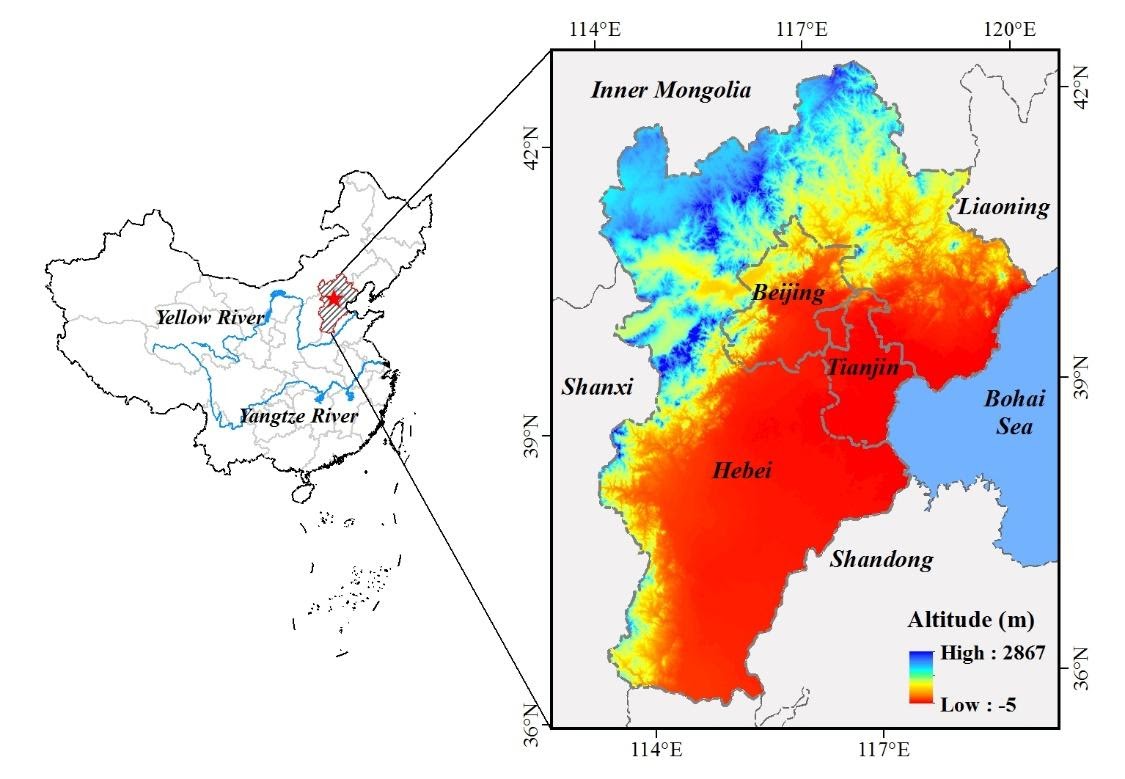 114°E
117°E
120°E
42°N
42°N
Inner Mongolia
Liaoning
Beijing
Yellow River
Tianjin
39°N
Shanxi
Bohai
Sea
Yangtze River
39°N
Hebei
Shandong
Altitude (m)
High : 2867
36°N
Low : -5
36°N
114°E
117°E